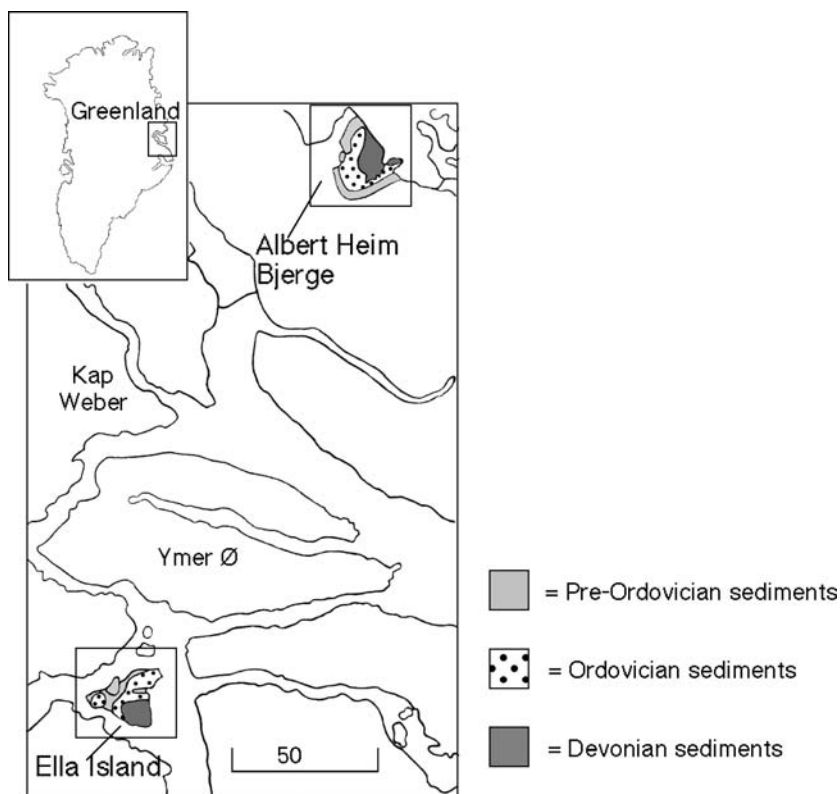 Greenland
Albert Heim
Bjerge
Kap
Weber
Ymer Ø
Ella Island
50
= Pre-Ordovician sediments
= Ordovician sediments
= Devonian sediments